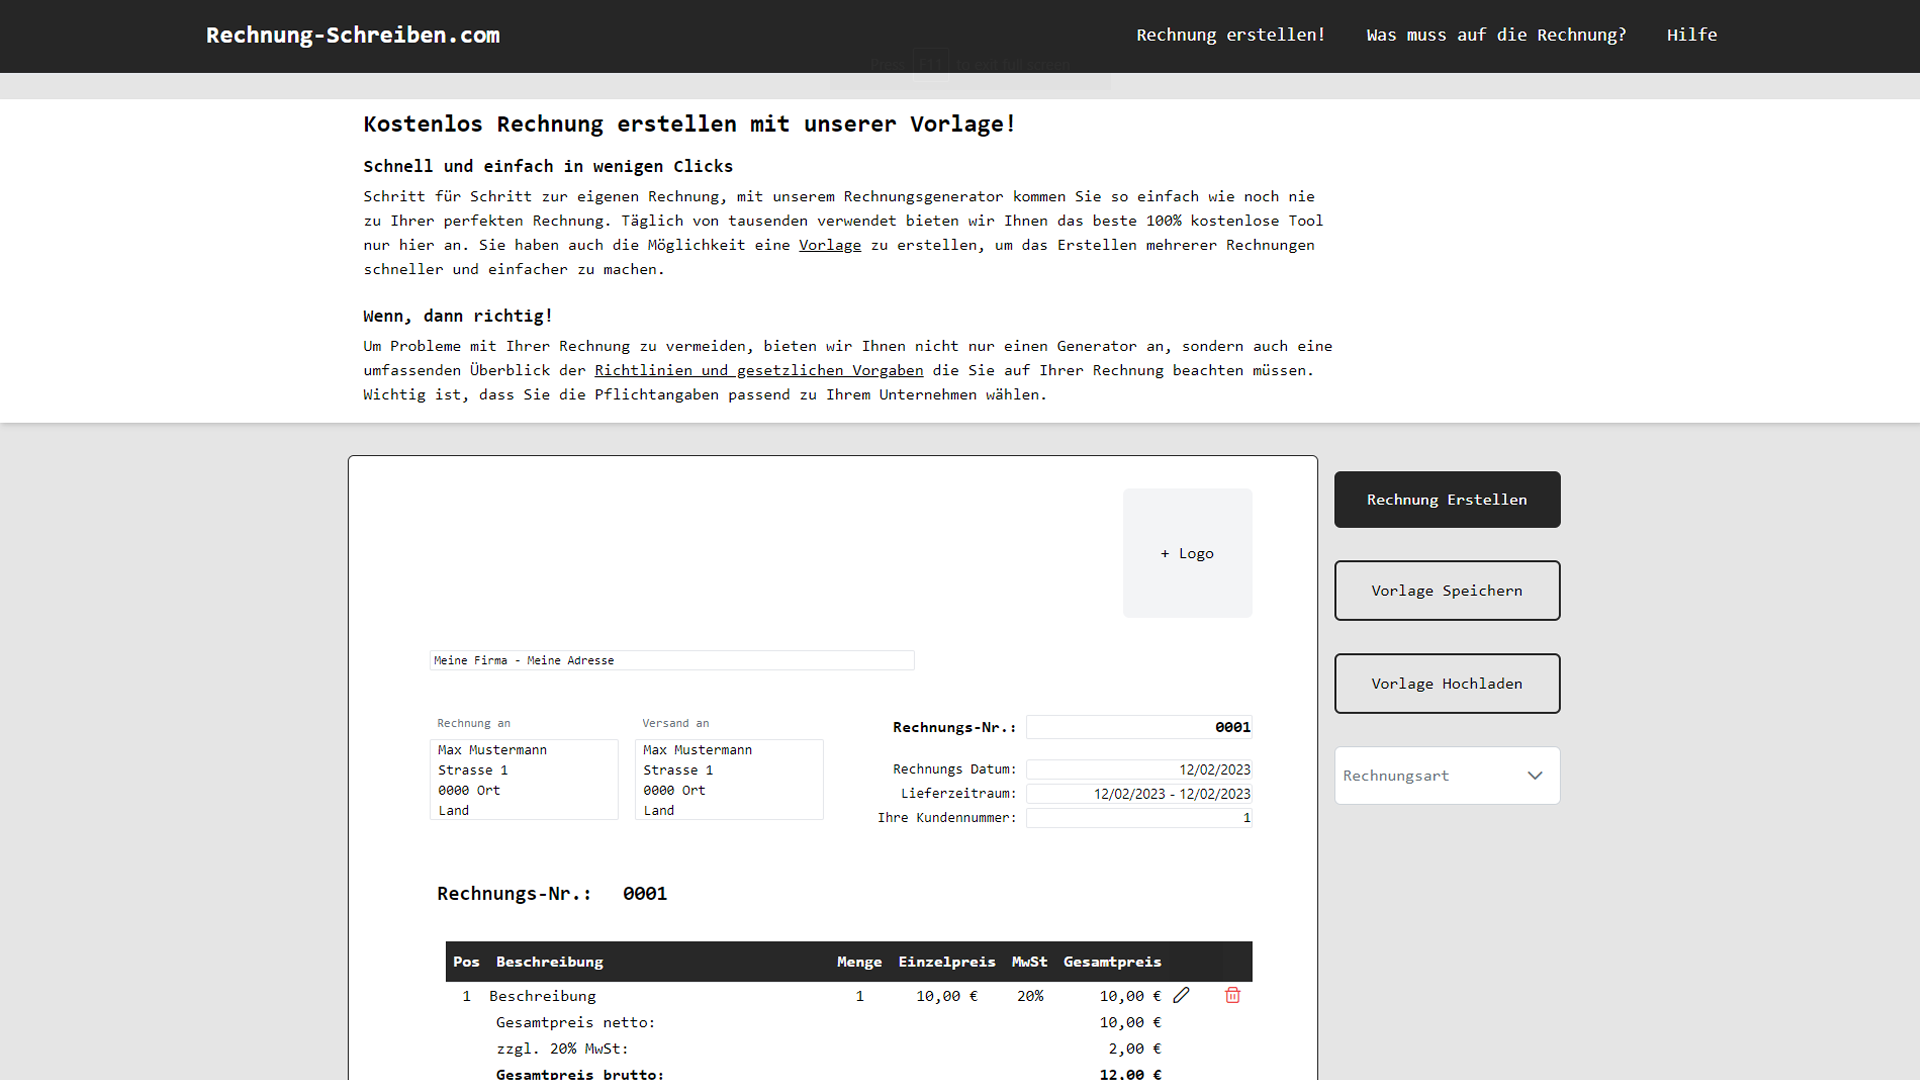 Rechnung-Schreiben.com
Rechnung erstellen! Was muss auf die Rechnung? Hilfe
Press F11 to exit full screen
Kostenlos Rechnung erstellen mit unserer Vorlage!
Schnell und einfach in wenigen Clicks
Schritt für Schritt zur eigenen Rechnung, mit unserem Rechnungsgenerator kommen Sie so einfach wie noch nie
zu Ihrer perfekten Rechnung. Täglich von tausenden verwendet bieten wir Ihnen das beste 100% kostenlose Tool
nur hier an. Sie haben auch die Möglichkeit eine Vorlage zu erstellen, um das Erstellen mehrerer Rechnungen
schneller und einfacher zu machen.
Wenn, dann richtig!
Um Probleme mit Ihrer Rechnung zu vermeiden, bieten wir Ihnen nicht nur einen Generator an, sondern auch eine
umfassenden Überblick der Richtlinien und gesetzlichen Vorgaben die Sie auf Ihrer Rechnung beachten müssen.
Wichtig ist, dass Sie die Pflichtangaben passend zu Ihrem Unternehmen wählen.
+ Logo
Meine Firma - Meine Adresse
Rechnung an
Max Mustermann
Strasse 1
0000 Ort
Land
Versand an
Max Mustermann
Strasse 1
0000 Ort
Land
Rechnungs-Nr.: 0001
Rechnungs Datum: 12/02/2023
Lieferzeitraum: 12/02/2023 - 12/02/2023
Ihre Kundennummer: 1
Rechnungs-Nr.: 0001
Pos Beschreibung Menge Einzelpreis MwSt Gesamtpreis
1 Beschreibung 1 10,00 € 20% 10,00 €
Gesamtpreis netto: 10,00 €
zzgl. 20% MwSt: 2,00 €
Gesamtpreis brutto: 12,00 €
Rechnung Erstellen
Vorlage Speichern
Vorlage Hochladen
Rechnungsart